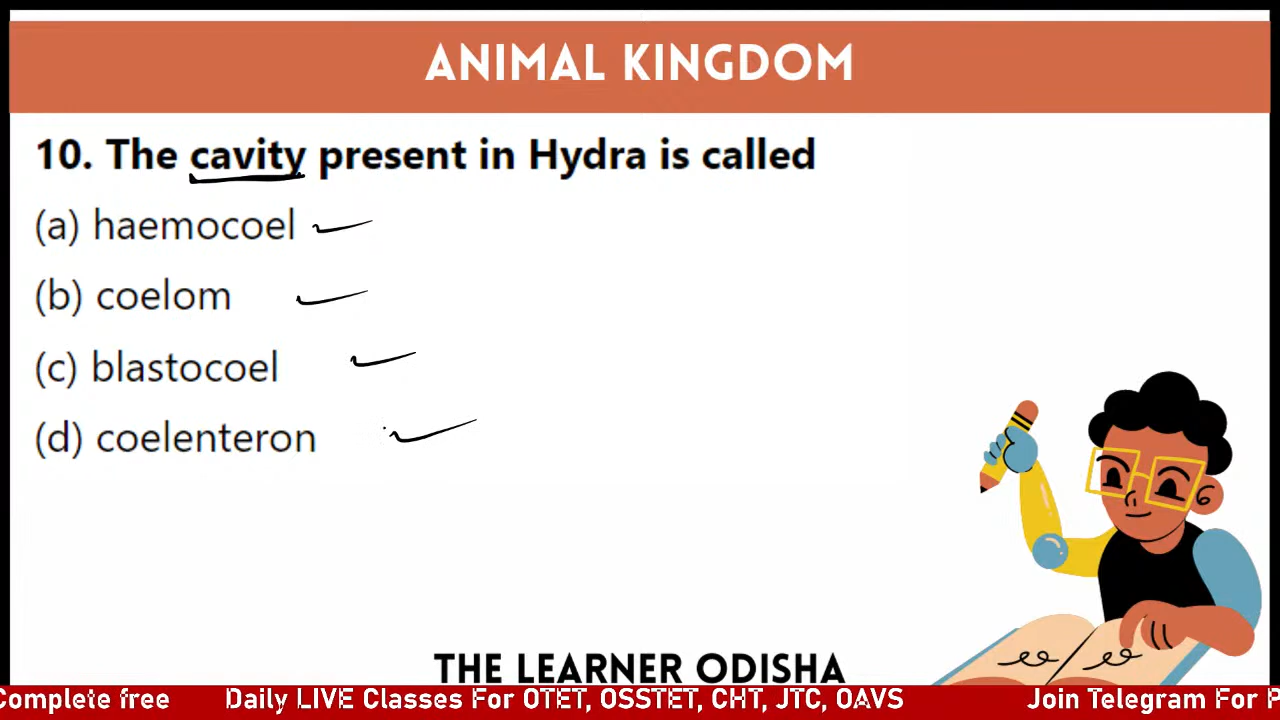 ANIMAL KINGDOM
10. The cavity present in Hydra is called
(a) haemocoel
(b) coelom
(c) blastocoel
(d) coelenteron
THE LEARNER ODISHA
Complete free Daily LIVE Classes For OTET, OSSTET, CHT, JTC, OAVS Join Telegram For